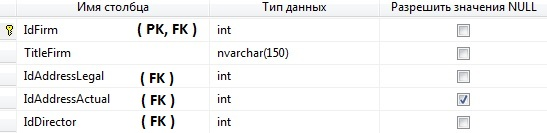 Имя столбца Тип данных Разрешить значения NULL
IdFirm ( PK, FK ) int
TitleFirm nvarchar(150)
IdAddressLegal ( FK ) int
IdAddressActual ( FK ) int
IdDirector ( FK ) int